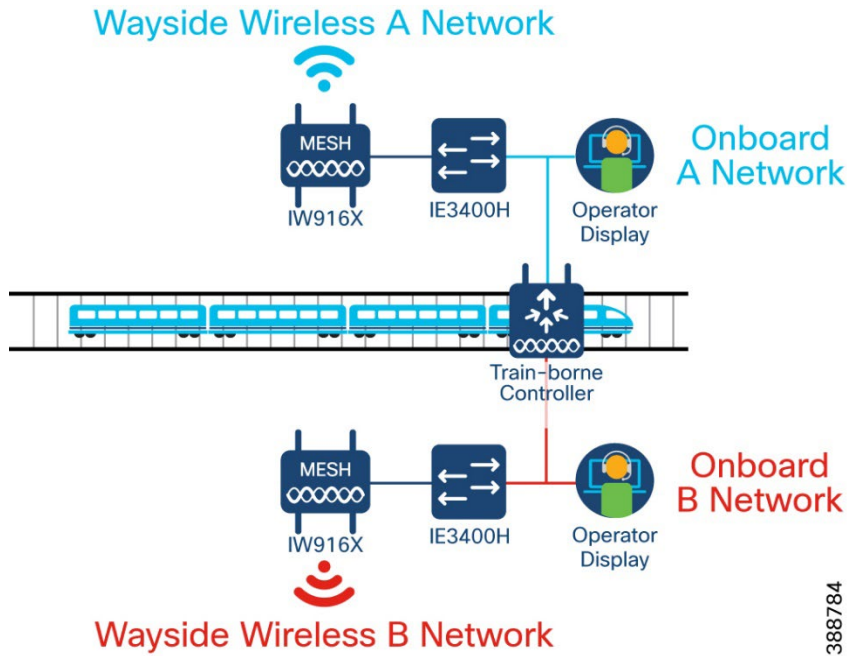 Wayside Wireless A Network
MESH
IW916X
IE3400H
Operator
Display
Onboard
A Network
Train-borne
Controller
MESH
IW916X
IE3400H
Operator
Display
Onboard
B Network
Wayside Wireless B Network
388784